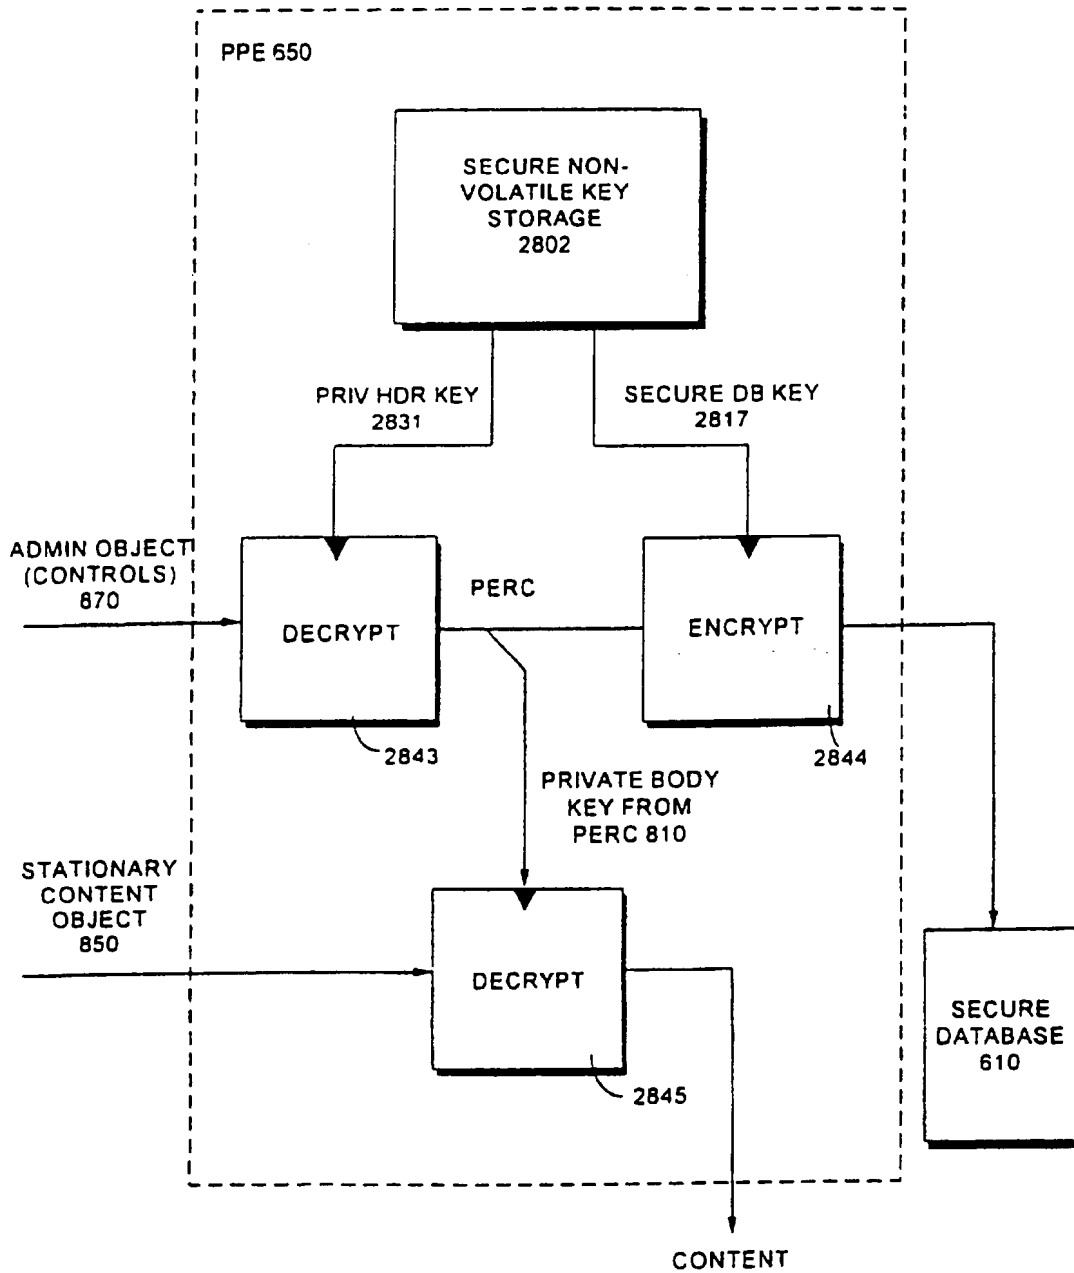 PPE 650
SECURE NON-
VOLATILE KEY
STORAGE
2802
PRIV HDR KEY
2831
SECURE DB KEY
2817
ADMIN OBJECT
(CONTROLS)
870
DECRYPT
PERC
ENCRYPT
2843
2844
PRIVATE BODY
KEY FROM
PERC 810
STATIONARY
CONTENT
OBJECT
850
DECRYPT
2845
SECURE
DATABASE
610
CONTENT